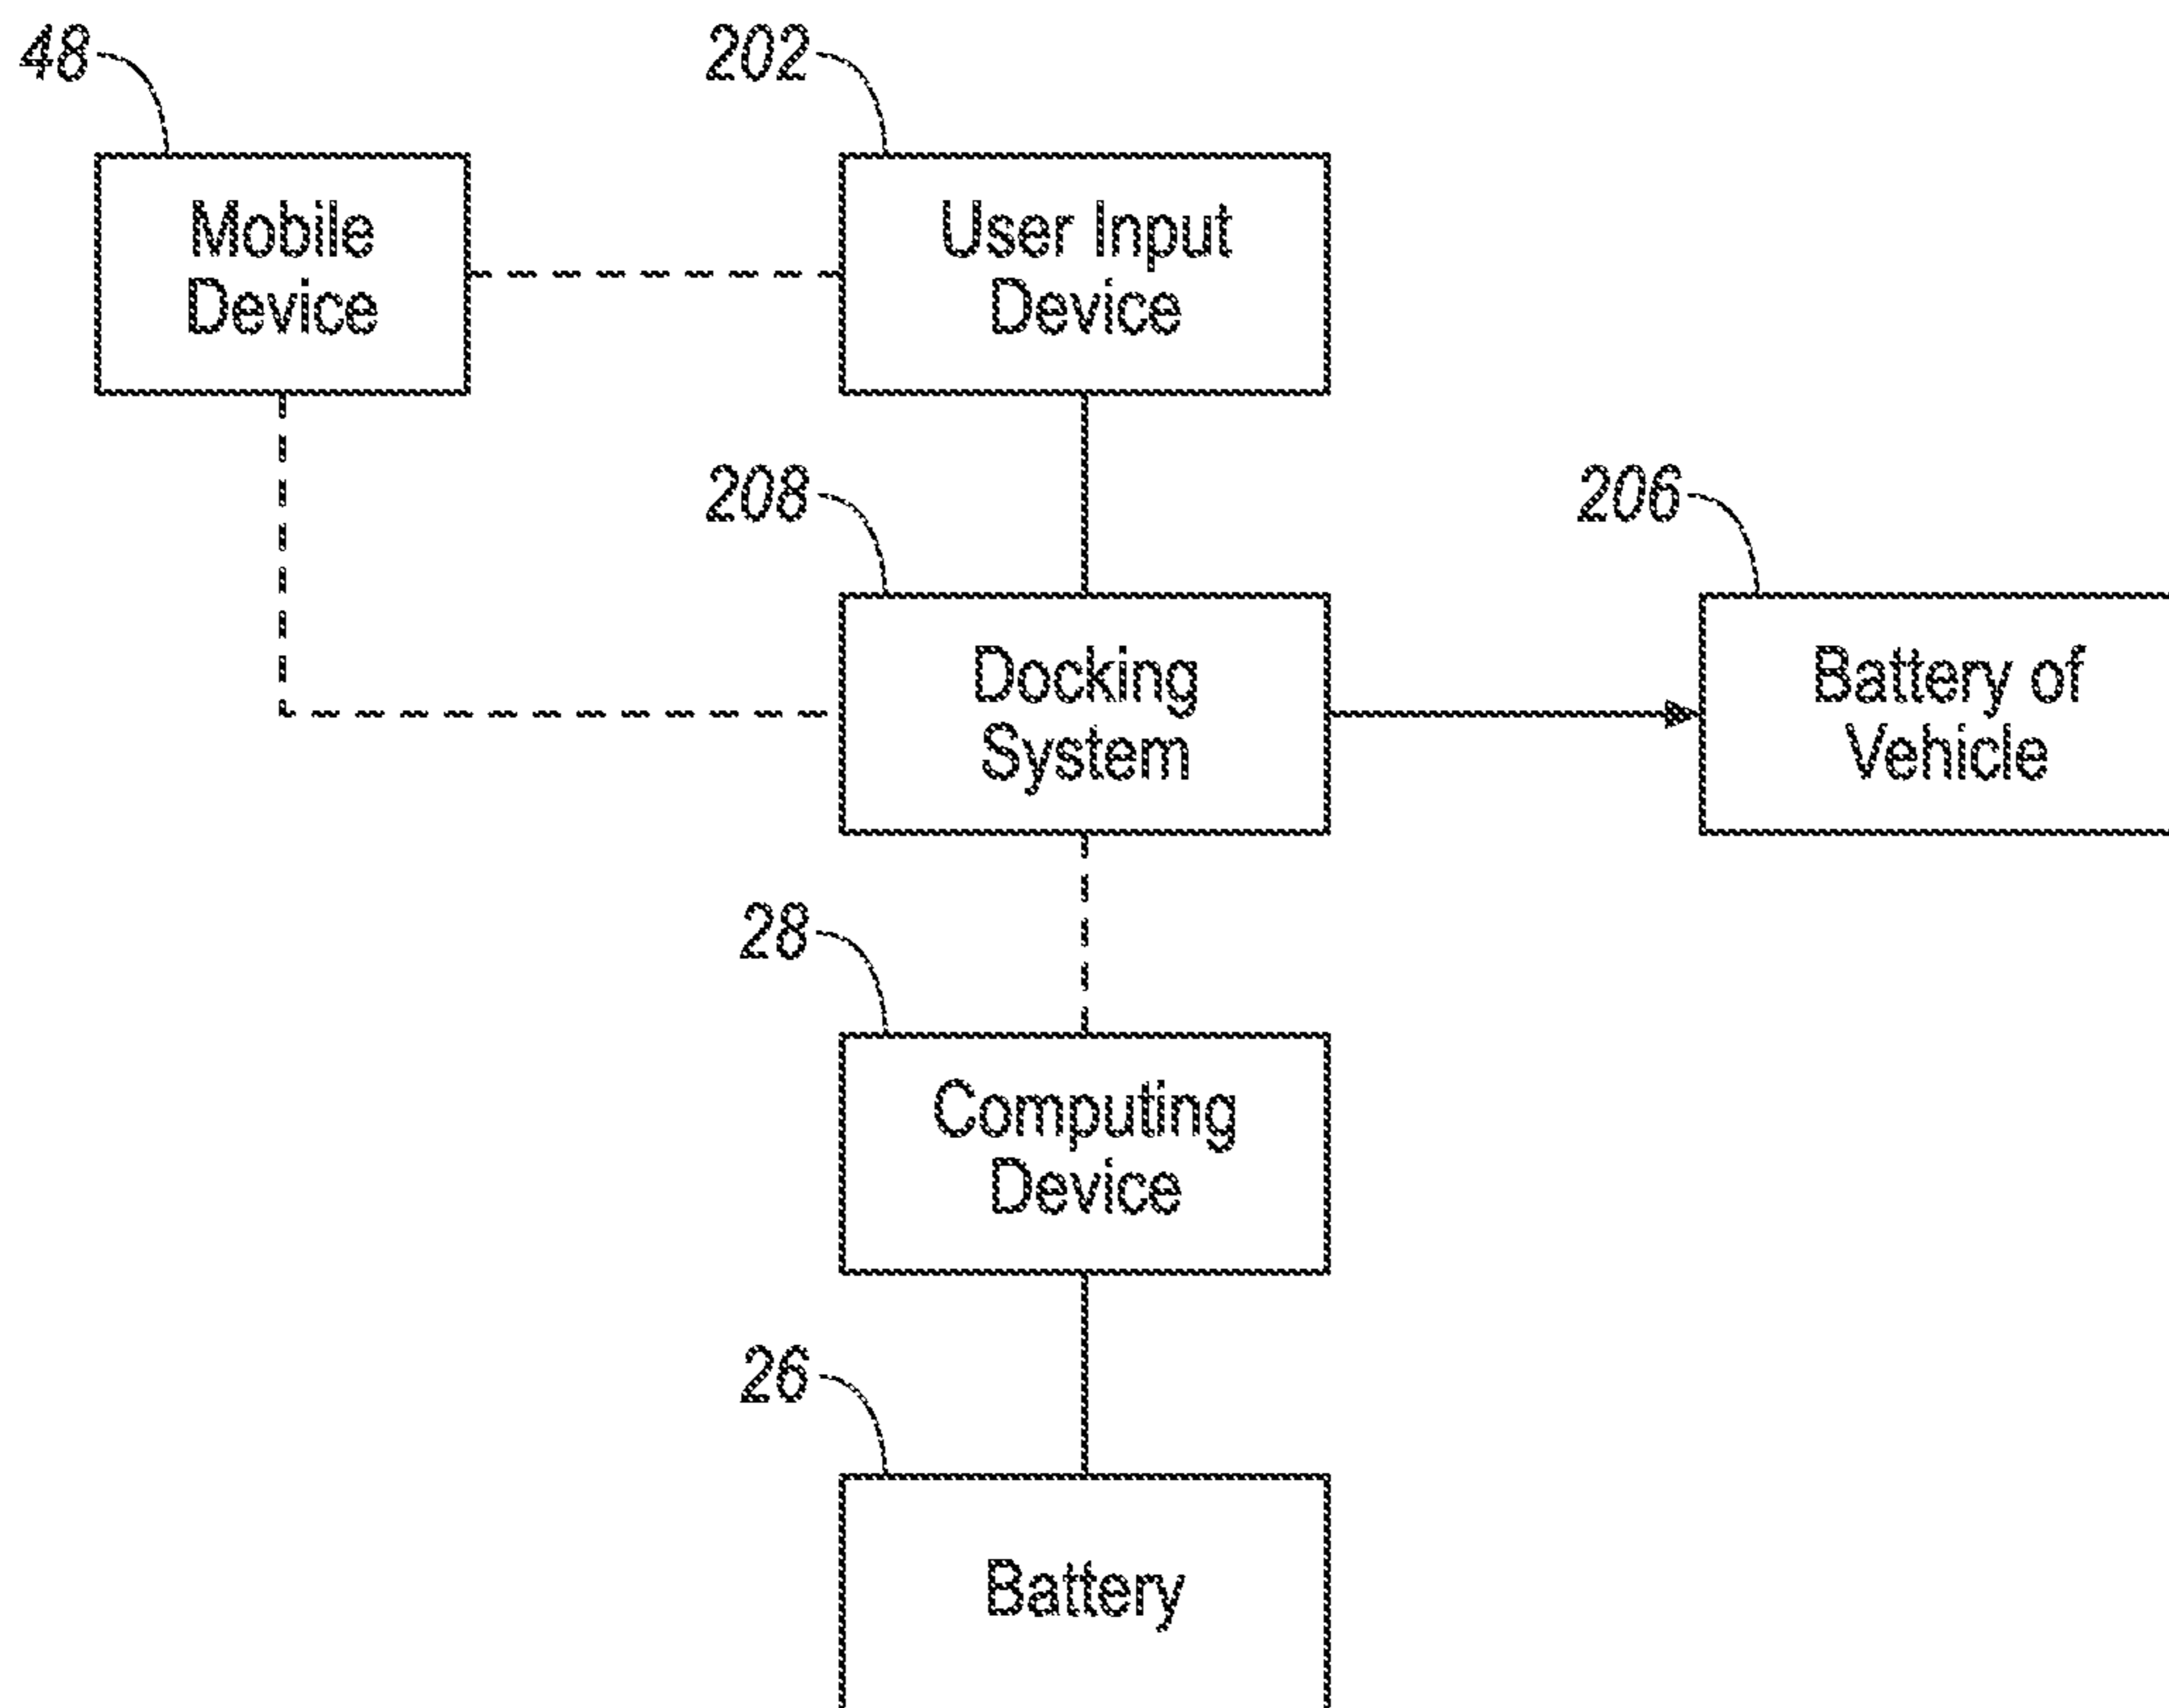 48
202
Mobile
Device
User Input
Device
208
206
Docking
System
Battery of
Vehicle
28
Computing
Device
26
Battery